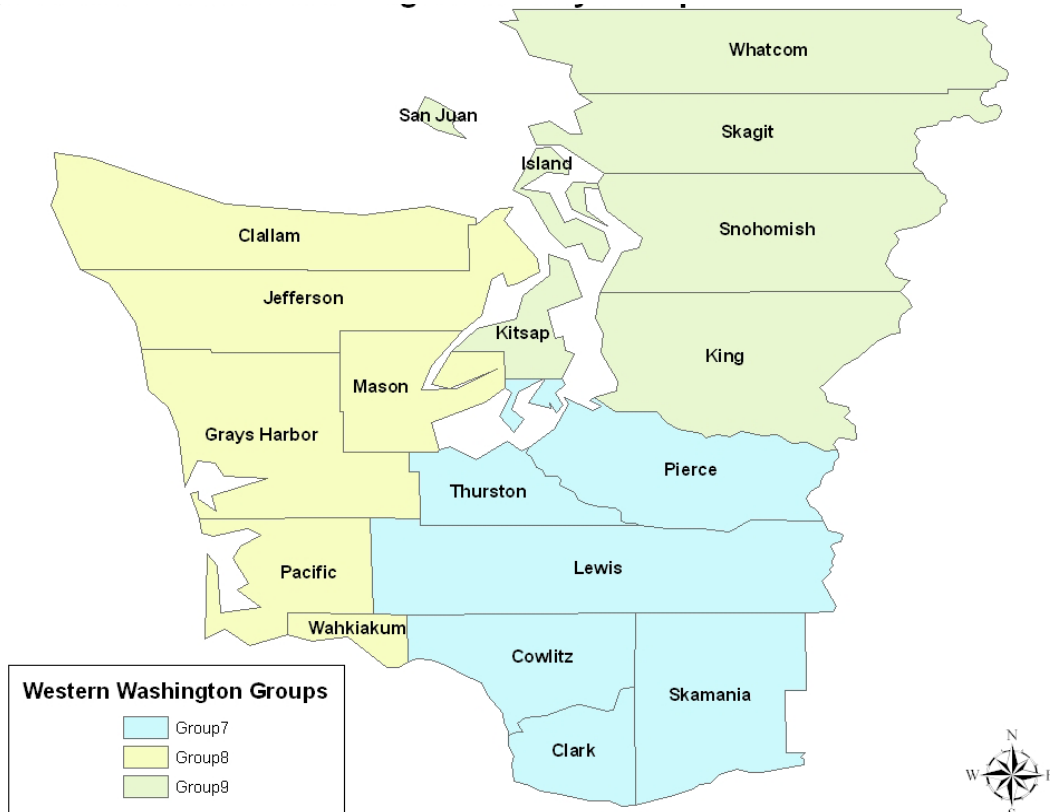 Whatcom
San Juan
Skagit
Island
Clallam
Snohomish
Jefferson
Kitsap
King
Mason
Grays Harbor
Pierce
Thurston
Lewis
Pacific
Wahkiakum
Cowlitz
Skamania
Clark
Western Washington Groups
Group7
Group8
Group9
N
W